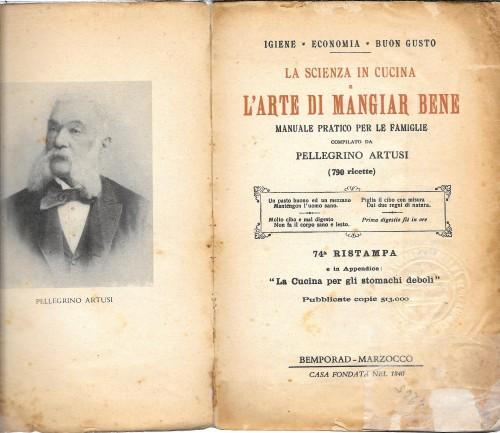 PELLEGRINO ARTUSI
IGIENE • ECONOMIA • BUON GUSTO
LA SCIENZA IN CUCINA
E
L'ARTE DI MANGIAR BENE
MANUALE PRATICO PER LE FAMIGLIE
COMPILATO DA
PELLEGRINO ARTUSI
(790 ricette)
Un pasto buono ed un mezzano
Mantengon l'uomo sano.
Molto cibo e mal digesto
Non fa il corpo sano e lesto.
Piglia il cibo con misura
Dai due regni di natura.
Prima digestio fit in ore
74ª RISTAMPA
e in Appendice:
"La Cucina per gli stomachi deboli"
Pubblicate copie 513.000
BEMPORAD-MARZOCCO
CASA FONDATA NEL 1840